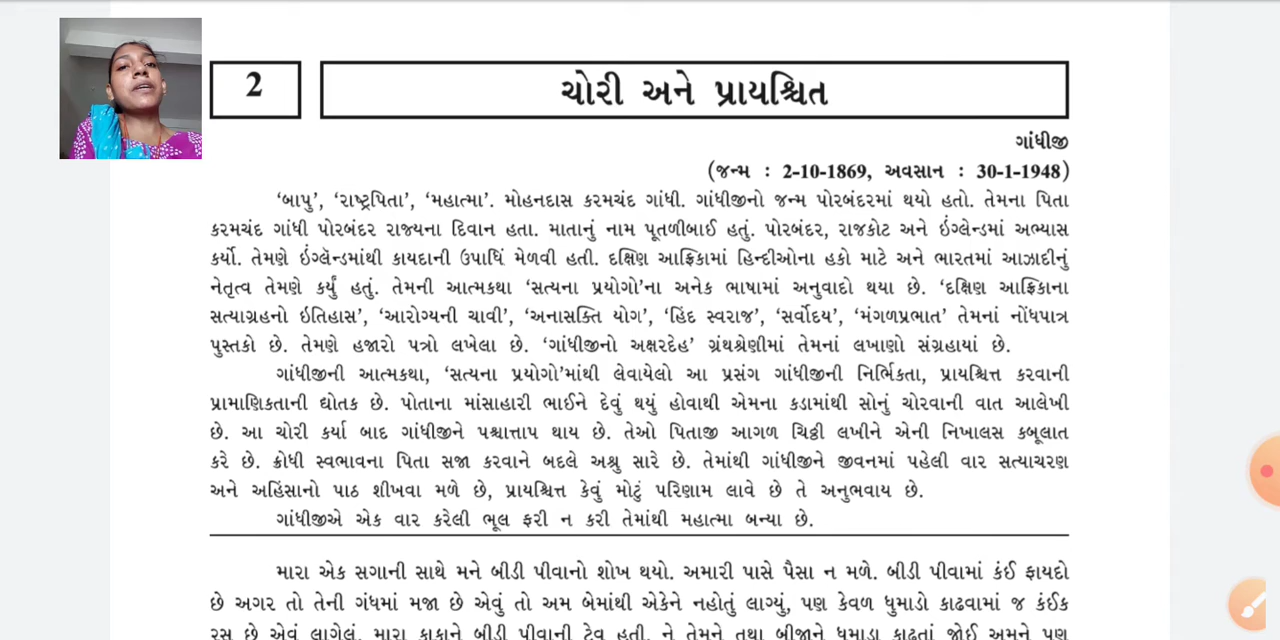 2
ચોરી અને પ્રાયશ્ચિત
ગાંધીજી
(જન્મ : 2-10-1869, અવસાન : 30-1-1948)
‘બાપુ’, ‘રાષ્ટ્રપિતા’, ‘મહાત્મા’. મોહનદાસ કરમચંદ ગાંધી. ગાંધીજીનો જન્મ પોરબંદરમાં થયો હતો. તેમના પિતા
કરમચંદ ગાંધી પોરબંદર રાજ્યના દિવાન હતા. માતાનું નામ પૂતળીબાઈ હતું. પોરબંદર, રાજકોટ અને ઇંગ્લેન્ડમાં અભ્યાસ
કર્યો. તેમણે ઇંગ્લૅન્ડમાંથી કાયદાની ઉપાધિ મેળવી હતી. દક્ષિણ આફ્રિકામાં હિન્દીઓના હકો માટે અને ભારતમાં આઝાદીનું
નેતૃત્વ તેમણે કર્યું હતું. તેમની આત્મકથા ‘સત્યના પ્રયોગો’ના અનેક ભાષામાં અનુવાદો થયા છે. ‘દક્ષિણ આફ્રિકાના
સત્યાગ્રહનો ઇતિહાસ’, ‘આરોગ્યની ચાવી’, ‘અનાસક્તિ યોગ’, ‘હિંદ સ્વરાજ’, ‘સર્વોદય’, ‘મંગળપ્રભાત’ તેમનાં નોંધપાત્ર
પુસ્તકો છે. તેમણે હજારો પત્રો લખેલા છે. ‘ગાંધીજીનો અક્ષરદેહ’ ગ્રંથશ્રેણીમાં તેમનાં લખાણો સંગ્રહાયાં છે.
ગાંધીજીની આત્મકથા, ‘સત્યના પ્રયોગો’માંથી લેવાયેલો આ પ્રસંગ ગાંધીજીની નિર્ભિકતા, પ્રાયશ્ચિત્ત કરવાની
પ્રામાણિકતાની દ્યોતક છે. પોતાના માંસાહારી ભાઈને દેવું થયું હોવાથી એમના કડામાંથી સોનું ચોરવાની વાત આલેખી
છે. આ ચોરી કર્યા બાદ ગાંધીજીને પશ્ચાત્તાપ થાય છે. તેઓ પિતાજી આગળ ચિઠ્ઠી લખીને એની નિખાલસ કબૂલાત
કરે છે. ક્રોધી સ્વભાવના પિતા સજા કરવાને બદલે અશ્રુ સારે છે. તેમાંથી ગાંધીજીને જીવનમાં પહેલી વાર સત્યાચરણ
અને અહિંસાનો પાઠ શીખવા મળે છે, પ્રાયશ્ચિત્ત કેવું મોટું પરિણામ લાવે છે તે અનુભવાય છે.
ગાંધીજીએ એક વાર કરેલી ભૂલ ફરી ન કરી તેમાંથી મહાત્મા બન્યા છે.
મારા એક સગાની સાથે મને બીડી પીવાનો શોખ થયો. અમારી પાસે પૈસા ન મળે. બીડી પીવામાં કંઈ ફાયદો
છે અગર તો તેની ગંધમાં મજા છે એવું તો અમ બેમાંથી એકેને નહોતું લાગ્યું, પણ કેવળ ધુમાડો કાઢવામાં જ કંઈક
રસ છે એવું લાગેલું. મારા કાકાને બીડી પીવાની ટેવ હતી. ને તેમને તથા બીજાને ધુમાડા કાઢતાં જોઈ અમને પણ